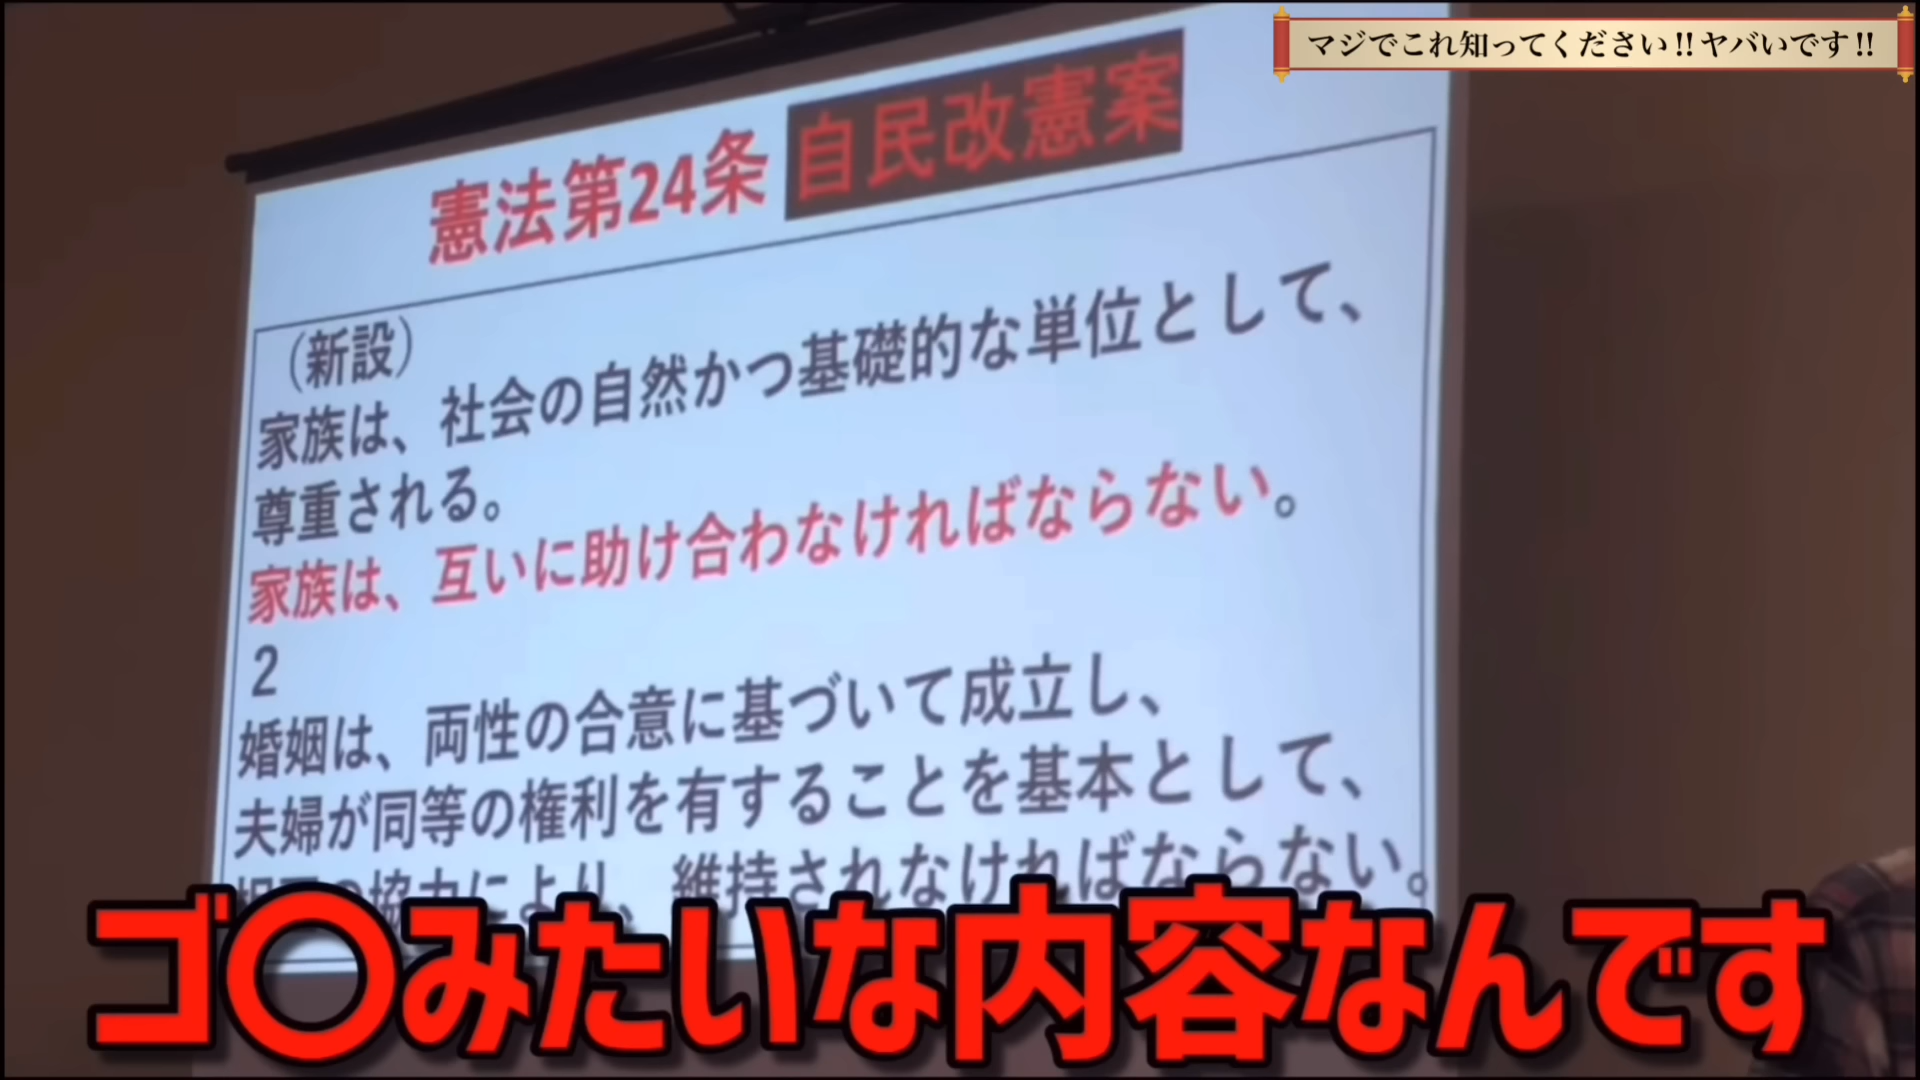 マジでこれ知ってください!!ヤバいです!!
憲法第24条 自民改憲案
（新設）
家族は、社会の自然かつ基礎的な単位として、
尊重される。
家族は、互いに助け合わなければならない。
2
婚姻は、両性の合意に基づいて成立し、
夫婦が同等の権利を有することを基本として、
の協力により、維持されなければならない。
ゴ〇みたいな内容なんです